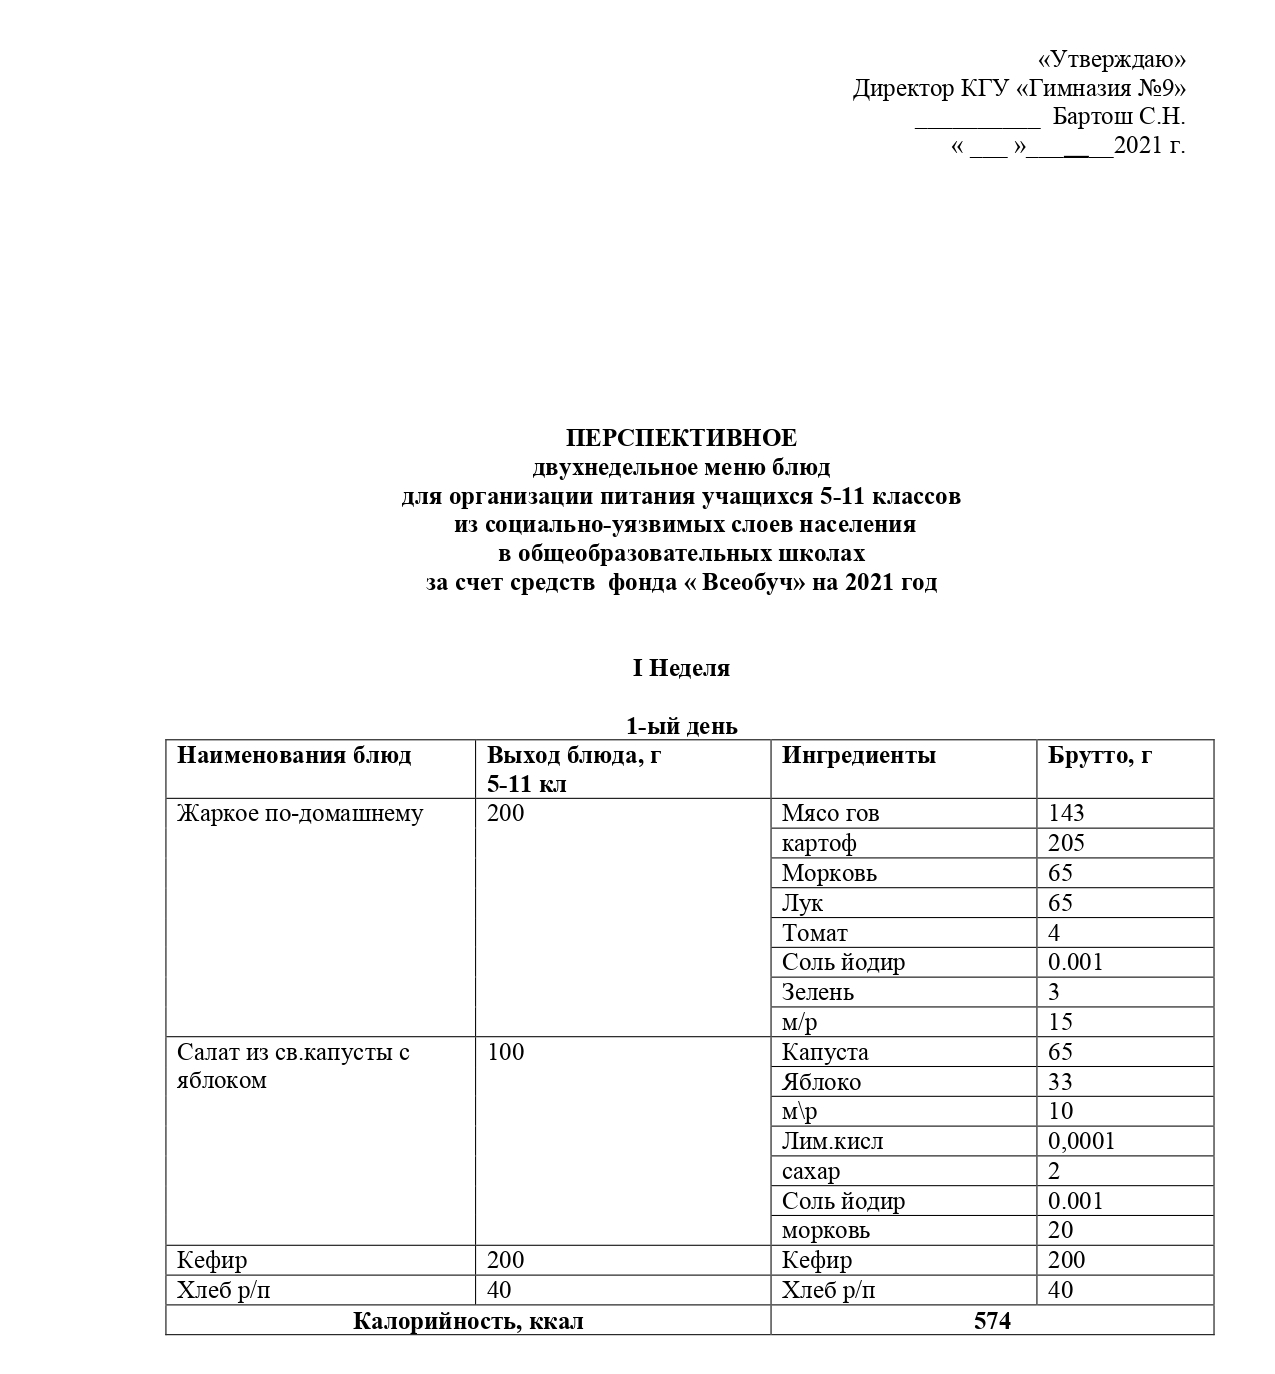 «Утверждаю»
Директор КГУ «Гимназия №9»
__________ Бартош С.Н.
« ___ »_______2021 г.
ПЕРСПЕКТИВНОЕ
двухнедельное меню блюд
для организации питания учащихся 5-11 классов
из социально-уязвимых слоев населения
в общеобразовательных школах
за счет средств фонда « Всеобуч» на 2021 год
I Неделя
1-ый день
Наименования блюд Выход блюда, г Ингредиенты Брутто, г
5-11 кл
Жаркое по-домашнему 200 Мясо гов 143
картоф 205
Морковь 65
Лук 65
Томат 4
Соль йодир 0.001
Зелень 3
м/р 15
Салат из св.капусты с 100 Капуста 65
яблоком Яблоко 33
м\р 10
Лим.кисл 0,0001
сахар 2
Соль йодир 0.001
морковь 20
Кефир 200 Кефир 200
Хлеб р/п 40 Хлеб р/п 40
Калорийность, ккал 574